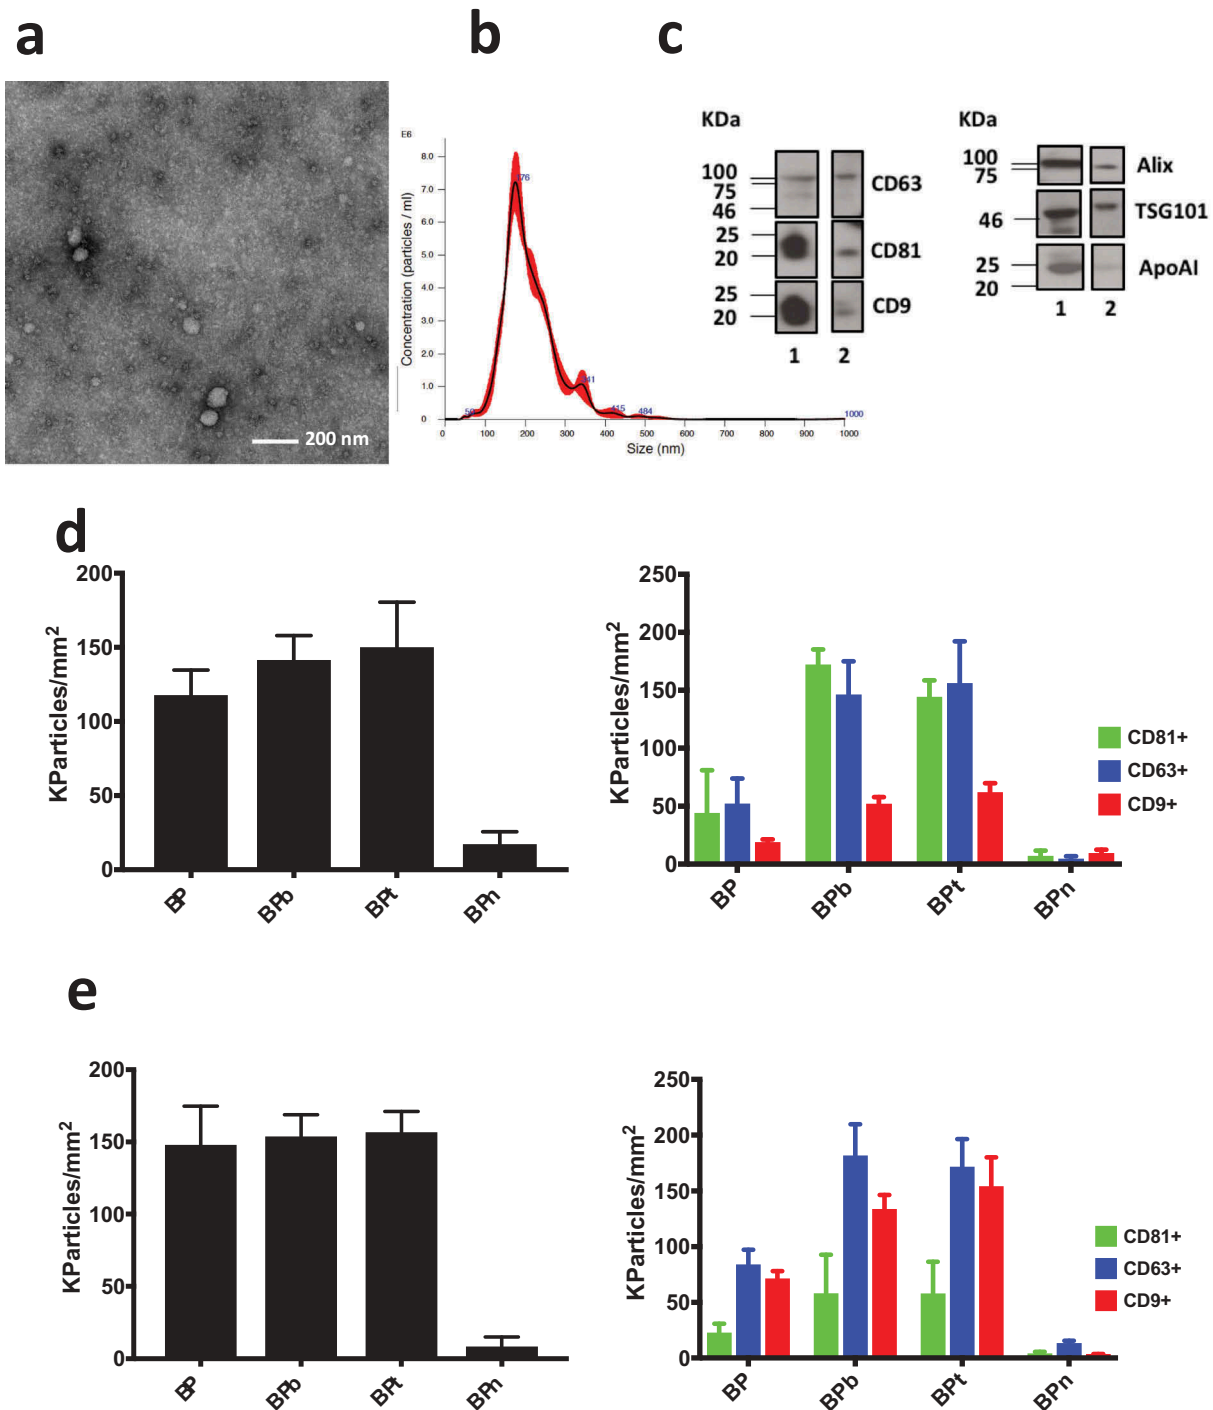 a
b
c
200 nm
E6
Concentration (particles / ml)
8.0
7.0
6.0
5.0
4.0
3.0
2.0
1.0
0
176
341
415
484
1000
0 100 200 300 400 500 600 700 800 900 1000
Size (nm)
KDa
100
75
46
CD63
25
20
CD81
25
20
CD9
1 2
KDa
100
75
Alix
46
TSG101
25
20
ApoAI
1 2
d
KParticles/mm2
200
150
100
50
0
BP BPb BPt BPn
KParticles/mm2
250
200
150
100
50
0
BP BPb BPt BPn
CD81+
CD63+
CD9+
e
KParticles/mm2
200
150
100
50
0
BP BPb BPt BPn
KParticles/mm2
250
200
150
100
50
0
BP BPb BPt BPn
CD81+
CD63+
CD9+